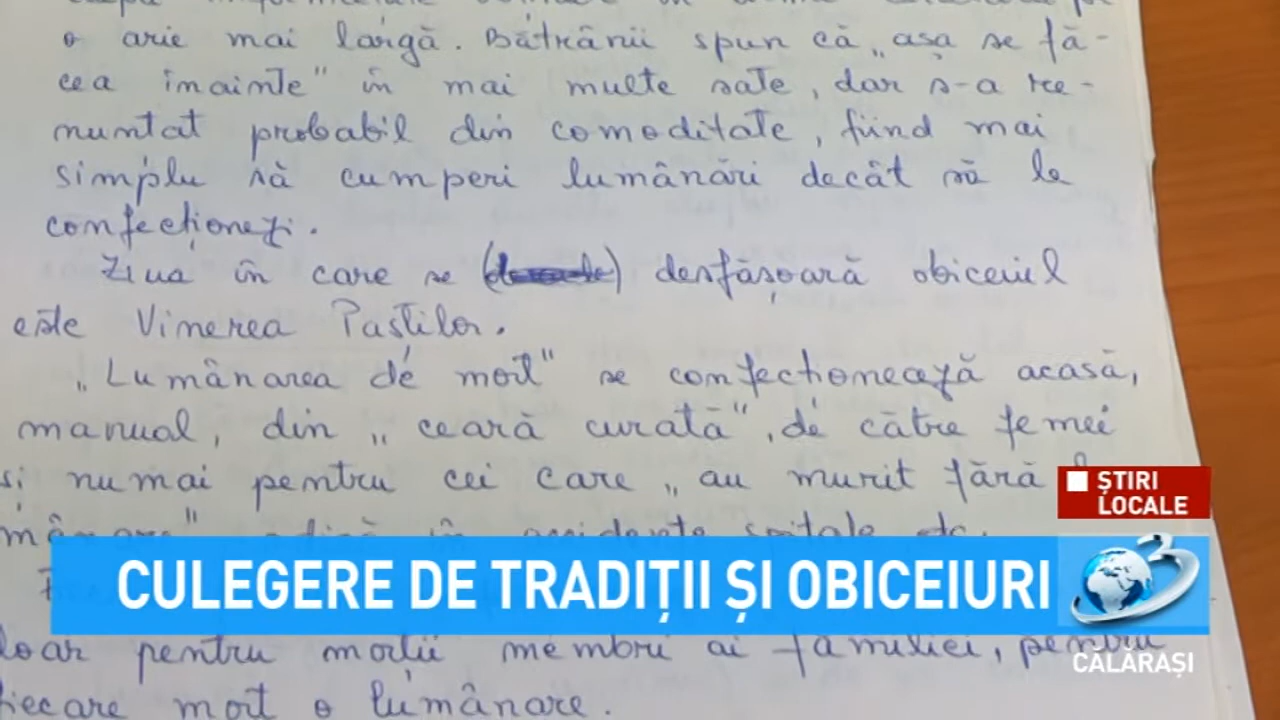 o arie mai largă. Bătrânii spun că „așa se fă-
cea înainte" în mai multe sate, dar s-a re-
nunțat probabil din comoditate, fiind mai
simplu să cumperi lumânări decât să le
confecționezi.
Ziua în care se ( ) desfășoară obiceiul
este Vinerea Paștilor.
„Lumânarea de mort" se confecționează acasă,
manual, din „ceară curată", de către femei
și numai pentru cei care „au murit fără
ȘTIRI
LOCALE
CULEGERE DE TRADIȚII ȘI OBICEIURI
3
doar pentru morții membri ai familiei, pentru
CĂLĂRAȘI
fiecare mort o lumânare.